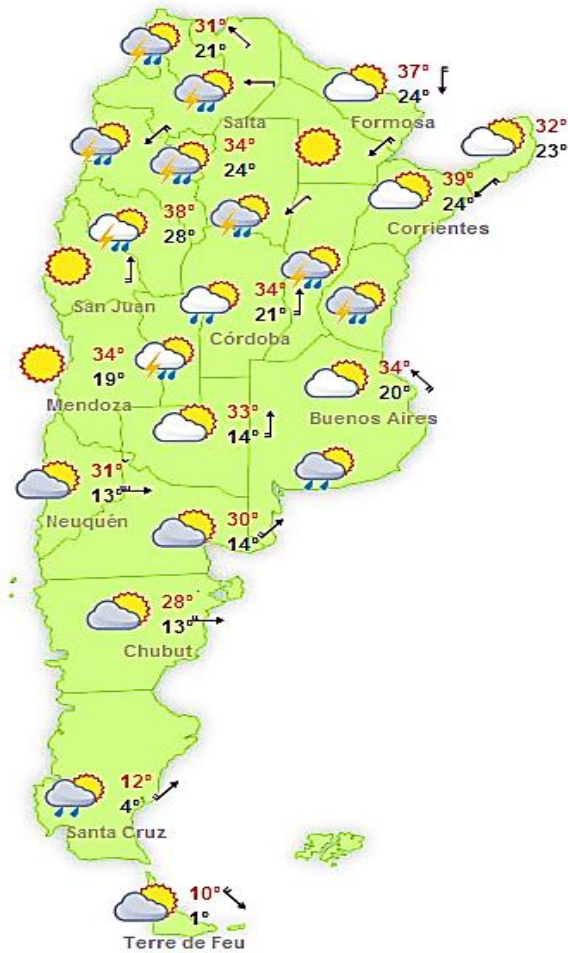 31°
21°
37°
24°
Salta
Formosa
32°
23°
34°
24°
39°
24°
Corrientes
38°
28°
San Juan
34°
21°
Córdoba
34°
19°
Mendoza
34°
20°
Buenos Aires
33°
14°
31°
13°
Neuquén
30°
14°
28°
13°
Chubut
12°
4°
Santa Cruz
10°
1°
Terre de Feu